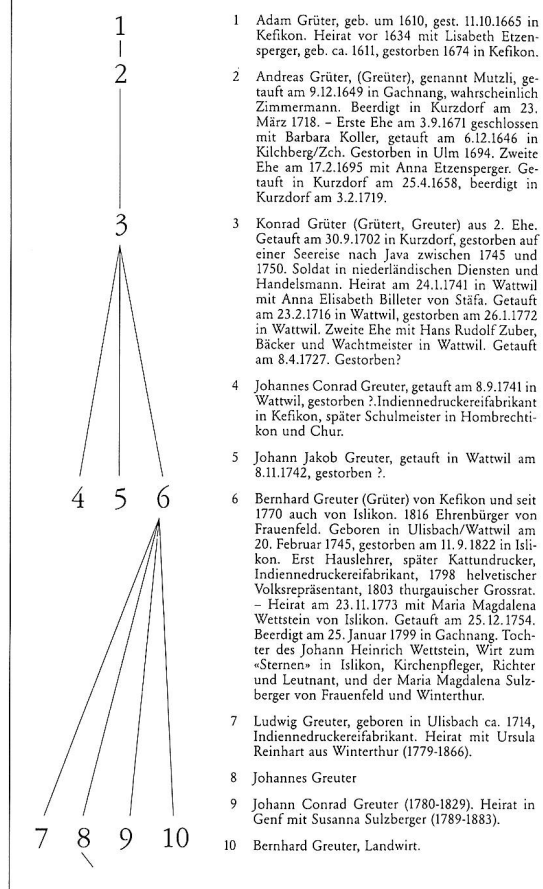 1
2
3
4 5 6
7 8 9 10
1 Adam Grüter, geb. um 1610, gest. 11.10.1665 in
Kefikon. Heirat vor 1634 mit Lisabeth Etzen-
sperger, geb. ca. 1611, gestorben 1674 in Kefikon.
2 Andreas Grüter, (Greüter), genannt Mutzli, ge-
tauft am 9.12.1649 in Gachnang, wahrscheinlich
Zimmermann. Beerdigt in Kurzdorf am 23.
März 1718. – Erste Ehe am 3.9.1671 geschlossen
mit Barbara Koller, getauft am 6.12.1646 in
Kilchberg/Zch. Gestorben in Ulm 1694. Zweite
Ehe am 17.2.1695 mit Anna Etzensperger. Ge-
tauft in Kurzdorf am 25.4.1658, beerdigt in
Kurzdorf am 3.2.1719.
3 Konrad Grüter (Grütert, Greuter) aus 2. Ehe.
Getauft am 30.9.1702 in Kurzdorf, gestorben auf
einer Seereise nach Java zwischen 1745 und
1750. Soldat in niederländischen Diensten und
Handelsmann. Heirat am 24.1.1741 in Wattwil
mit Anna Elisabeth Billeter von Stäfa. Getauft
am 23.2.1716 in Wattwil, gestorben am 26.1.1772
in Wattwil. Zweite Ehe mit Hans Rudolf Zuber,
Bäcker und Wachtmeister in Wattwil. Getauft
am 8.4.1727. Gestorben?
4 Johannes Conrad Greuter, getauft am 8.9.1741 in
Wattwil, gestorben ?.Indiennedruckereifabrikant
in Kefikon, später Schulmeister in Hombrechti-
kon und Chur.
5 Johann Jakob Greuter, getauft in Wattwil am
8.11.1742, gestorben ?.
6 Bernhard Greuter (Grüter) von Kefikon und seit
1770 auch von Islikon. 1816 Ehrenbürger von
Frauenfeld. Geboren in Ulisbach/Wattwil am
20. Februar 1745, gestorben am 11. 9. 1822 in Isli-
kon. Erst Hauslehrer, später Kattundrucker,
Indiennedruckereifabrikant, 1798 helvetischer
Volksrepräsentant, 1803 thurgauischer Grossrat.
– Heirat am 23.11.1773 mit Maria Magdalena
Wettstein von Islikon. Getauft am 25.12.1754.
Beerdigt am 25. Januar 1799 in Gachnang. Toch-
ter des Johann Heinrich Wettstein, Wirt zum
«Sternen» in Islikon, Kirchenpfleger, Richter
und Leutnant, und der Maria Magdalena Sulz-
berger von Frauenfeld und Winterthur.
7 Ludwig Greuter, geboren in Ulisbach ca. 1714,
Indiennedruckereifabrikant. Heirat mit Ursula
Reinhart aus Winterthur (1779-1866).
8 Johannes Greuter
9 Johann Conrad Greuter (1780-1829). Heirat in
Genf mit Susanna Sulzberger (1789-1883).
10 Bernhard Greuter, Landwirt.